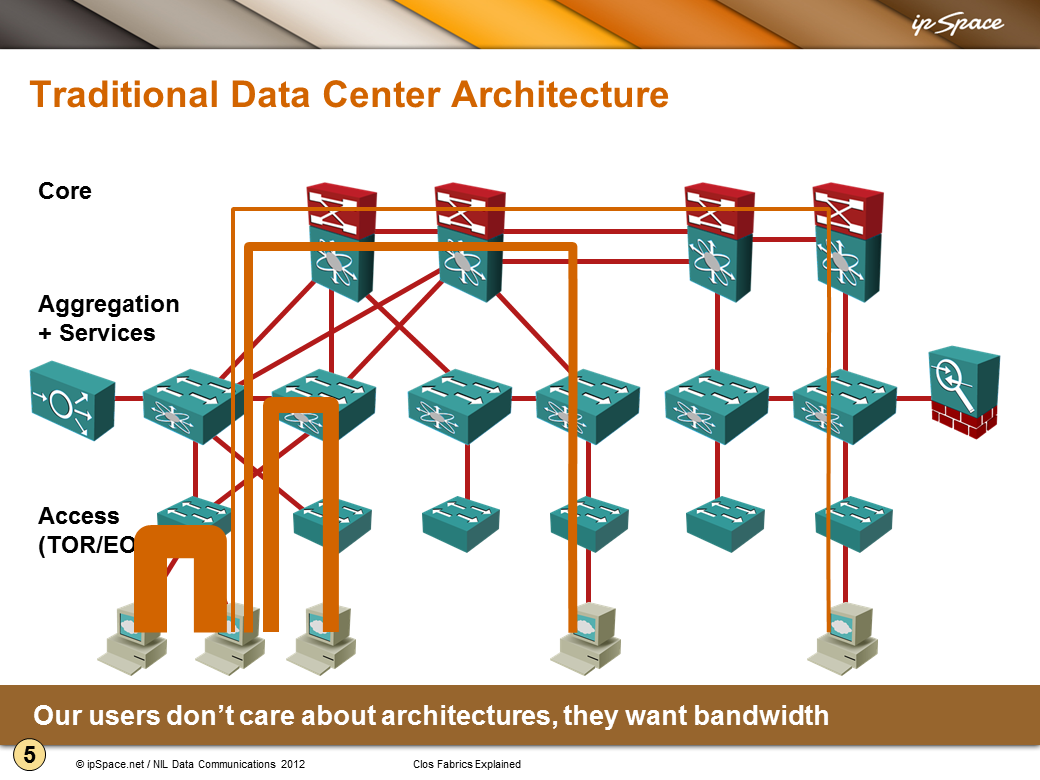 ipSpace
Traditional Data Center Architecture
Core
Aggregation
+ Services
Access
(TOR/EO
Our users don’t care about architectures, they want bandwidth
5
© ipSpace.net / NIL Data Communications 2012
Clos Fabrics Explained